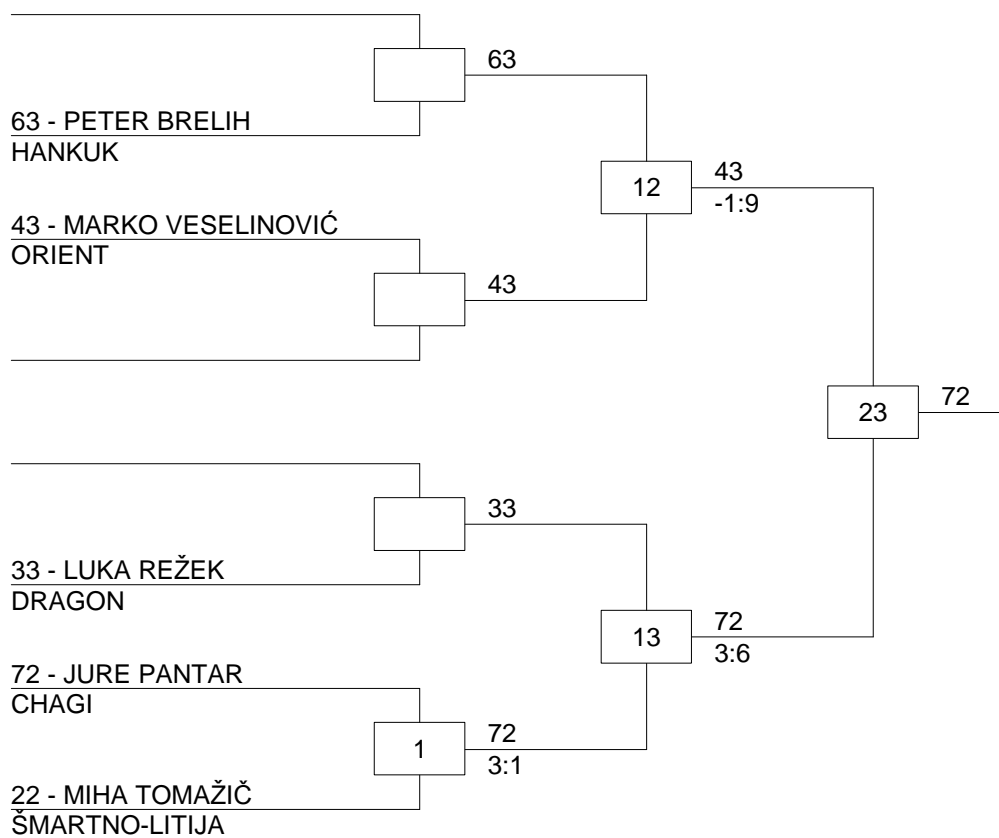 63
63 - PETER BRELIH
HANKUK
12
43
-1:9
43 - MARKO VESELINOVIĆ
ORIENT
43
23
72
33
33 - LUKA REŽEK
DRAGON
13
72
3:6
72 - JURE PANTAR
CHAGI
1
72
3:1
22 - MIHA TOMAŽIČ
ŠMARTNO-LITIJA